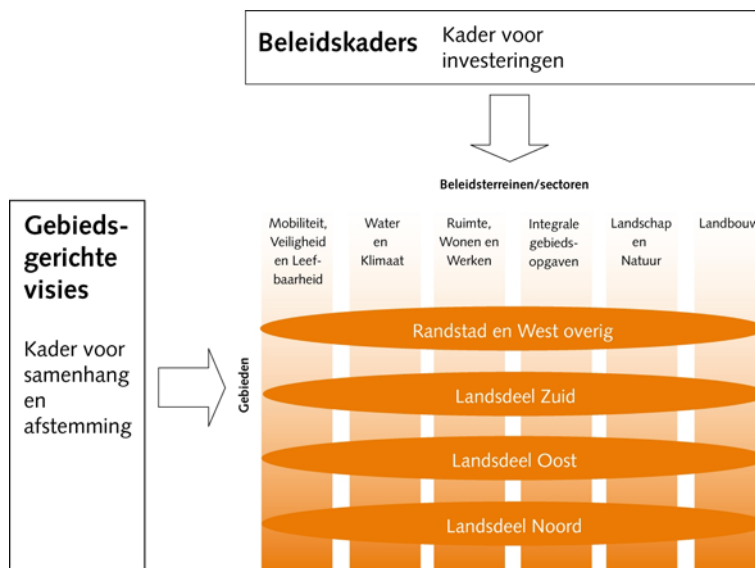 Beleidskaders
Kader voor
investeringen
Beleidsterreinen/sectoren
Gebieds-
gerichte
visies
Kader voor
samenhang
en
afstemming
Gebieden
Mobiliteit,
Veiligheid
en Leef-
baarheid
Water
en
Klimaat
Ruimte,
Wonen en
Werken
Integrale
gebieds-
opgaven
Landschap
en
Natuur
Landbouw
Randstad en West overig
Landsdeel Zuid
Landsdeel Oost
Landsdeel Noord